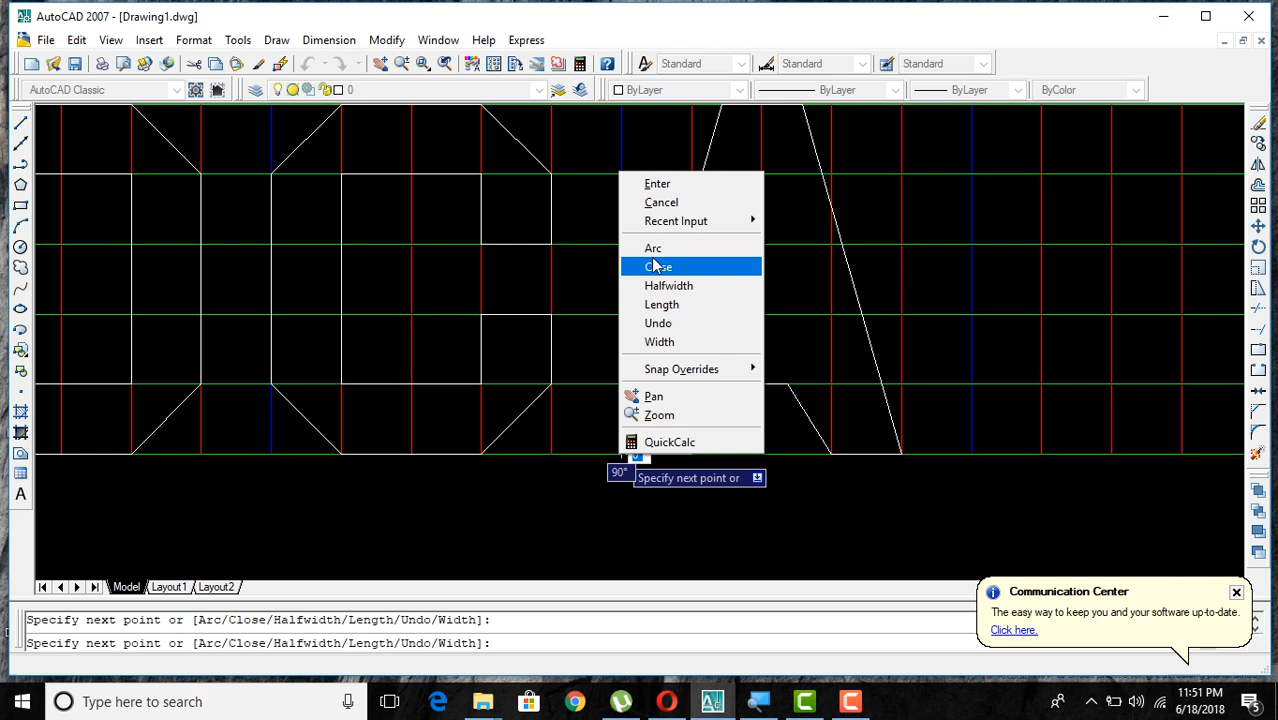 AutoCAD 2007 - [Drawing1.dwg]
File Edit View Insert Format Tools Draw Dimension Modify Window Help Express
Standard Standard Standard
AutoCAD Classic 0 ByLayer ByLayer ByLayer ByColor
Enter
Cancel
Recent Input
Arc
Close
Halfwidth
Length
Undo
Width
Snap Overrides
Pan
Zoom
QuickCalc
90°
Specify next point or
Model Layout1 Layout2
Communication Center
The easy way to keep you and your software up-to-date.
Click here.
Specify next point or [Arc/Close/Halfwidth/Length/Undo/Width]:
Specify next point or [Arc/Close/Halfwidth/Length/Undo/Width]:
Type here to search
11:51 PM
6/18/2018
5